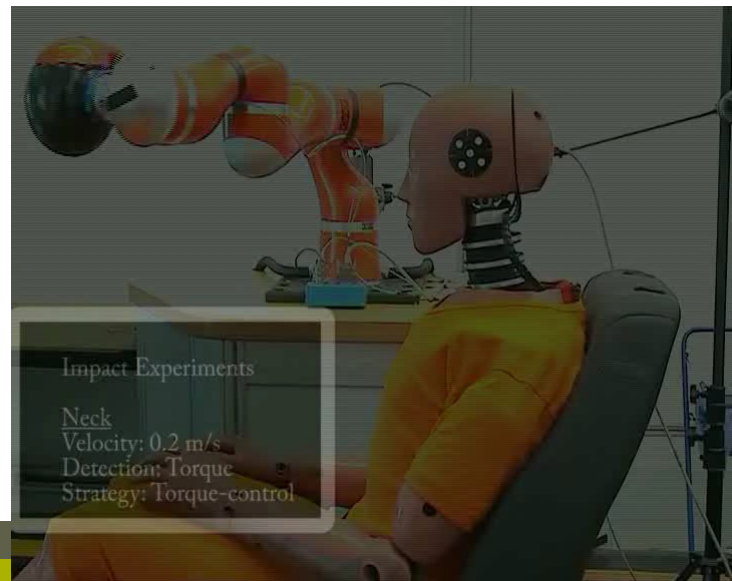 Impact Experiments
Neck
Velocity: 0.2 m/s
Detection: Torque
Strategy: Torque-control